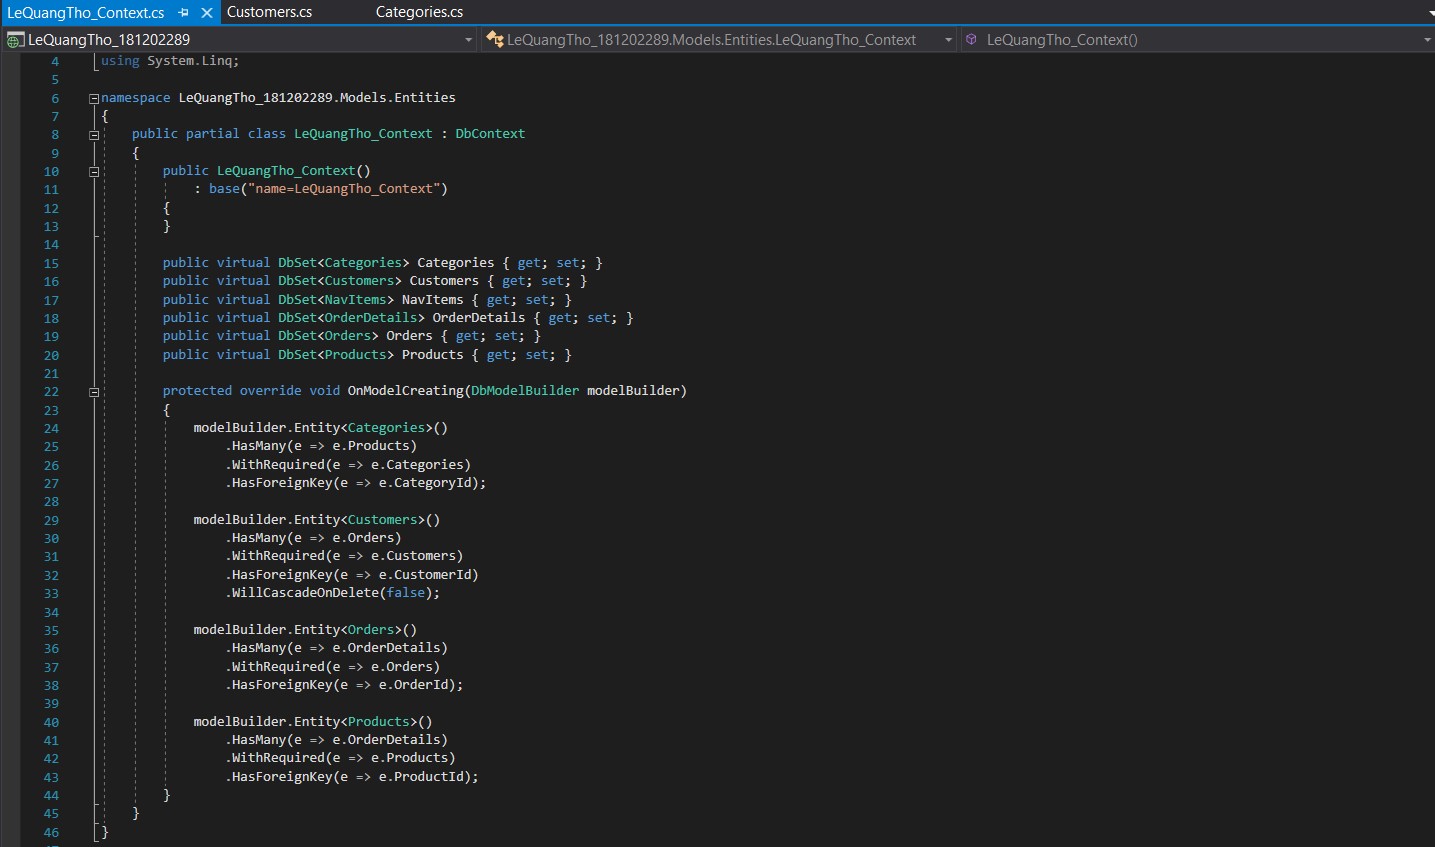 LeQuangTho_Context.cs Customers.cs Categories.cs
LeQuangTho_181202289 LeQuangTho_181202289.Models.Entities.LeQuangTho_Context LeQuangTho_Context()
4 using System.Linq;
5
6 namespace LeQuangTho_181202289.Models.Entities
7 {
8 public partial class LeQuangTho_Context : DbContext
9 {
10 public LeQuangTho_Context()
11 : base("name=LeQuangTho_Context")
12 {
13 }
14
15 public virtual DbSet<Categories> Categories { get; set; }
16 public virtual DbSet<Customers> Customers { get; set; }
17 public virtual DbSet<NavItems> NavItems { get; set; }
18 public virtual DbSet<OrderDetails> OrderDetails { get; set; }
19 public virtual DbSet<Orders> Orders { get; set; }
20 public virtual DbSet<Products> Products { get; set; }
21
22 protected override void OnModelCreating(DbModelBuilder modelBuilder)
23 {
24 modelBuilder.Entity<Categories>()
25 .HasMany(e => e.Products)
26 .WithRequired(e => e.Categories)
27 .HasForeignKey(e => e.CategoryId);
28
29 modelBuilder.Entity<Customers>()
30 .HasMany(e => e.Orders)
31 .WithRequired(e => e.Customers)
32 .HasForeignKey(e => e.CustomerId)
33 .WillCascadeOnDelete(false);
34
35 modelBuilder.Entity<Orders>()
36 .HasMany(e => e.OrderDetails)
37 .WithRequired(e => e.Orders)
38 .HasForeignKey(e => e.OrderId);
39
40 modelBuilder.Entity<Products>()
41 .HasMany(e => e.OrderDetails)
42 .WithRequired(e => e.Products)
43 .HasForeignKey(e => e.ProductId);
44 }
45 }
46 }